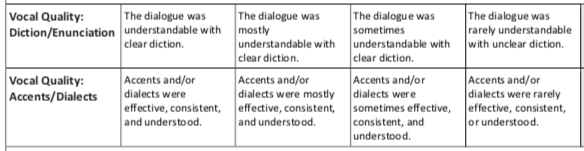 Vocal Quality:
Diction/Enunciation
The dialogue was
understandable with
clear diction.
The dialogue was
mostly
understandable with
clear diction.
The dialogue was
sometimes
understandable with
clear diction.
The dialogue was
rarely understandable
with unclear diction.
Vocal Quality:
Accents/Dialects
Accents and/or
dialects were
effective, consistent,
and understood.
Accents and/or
dialects were mostly
effective, consistent,
and understood.
Accents and/or
dialects were
sometimes effective,
consistent, and
understood.
Accents and/or
dialects were rarely
effective, consistent,
or understood.